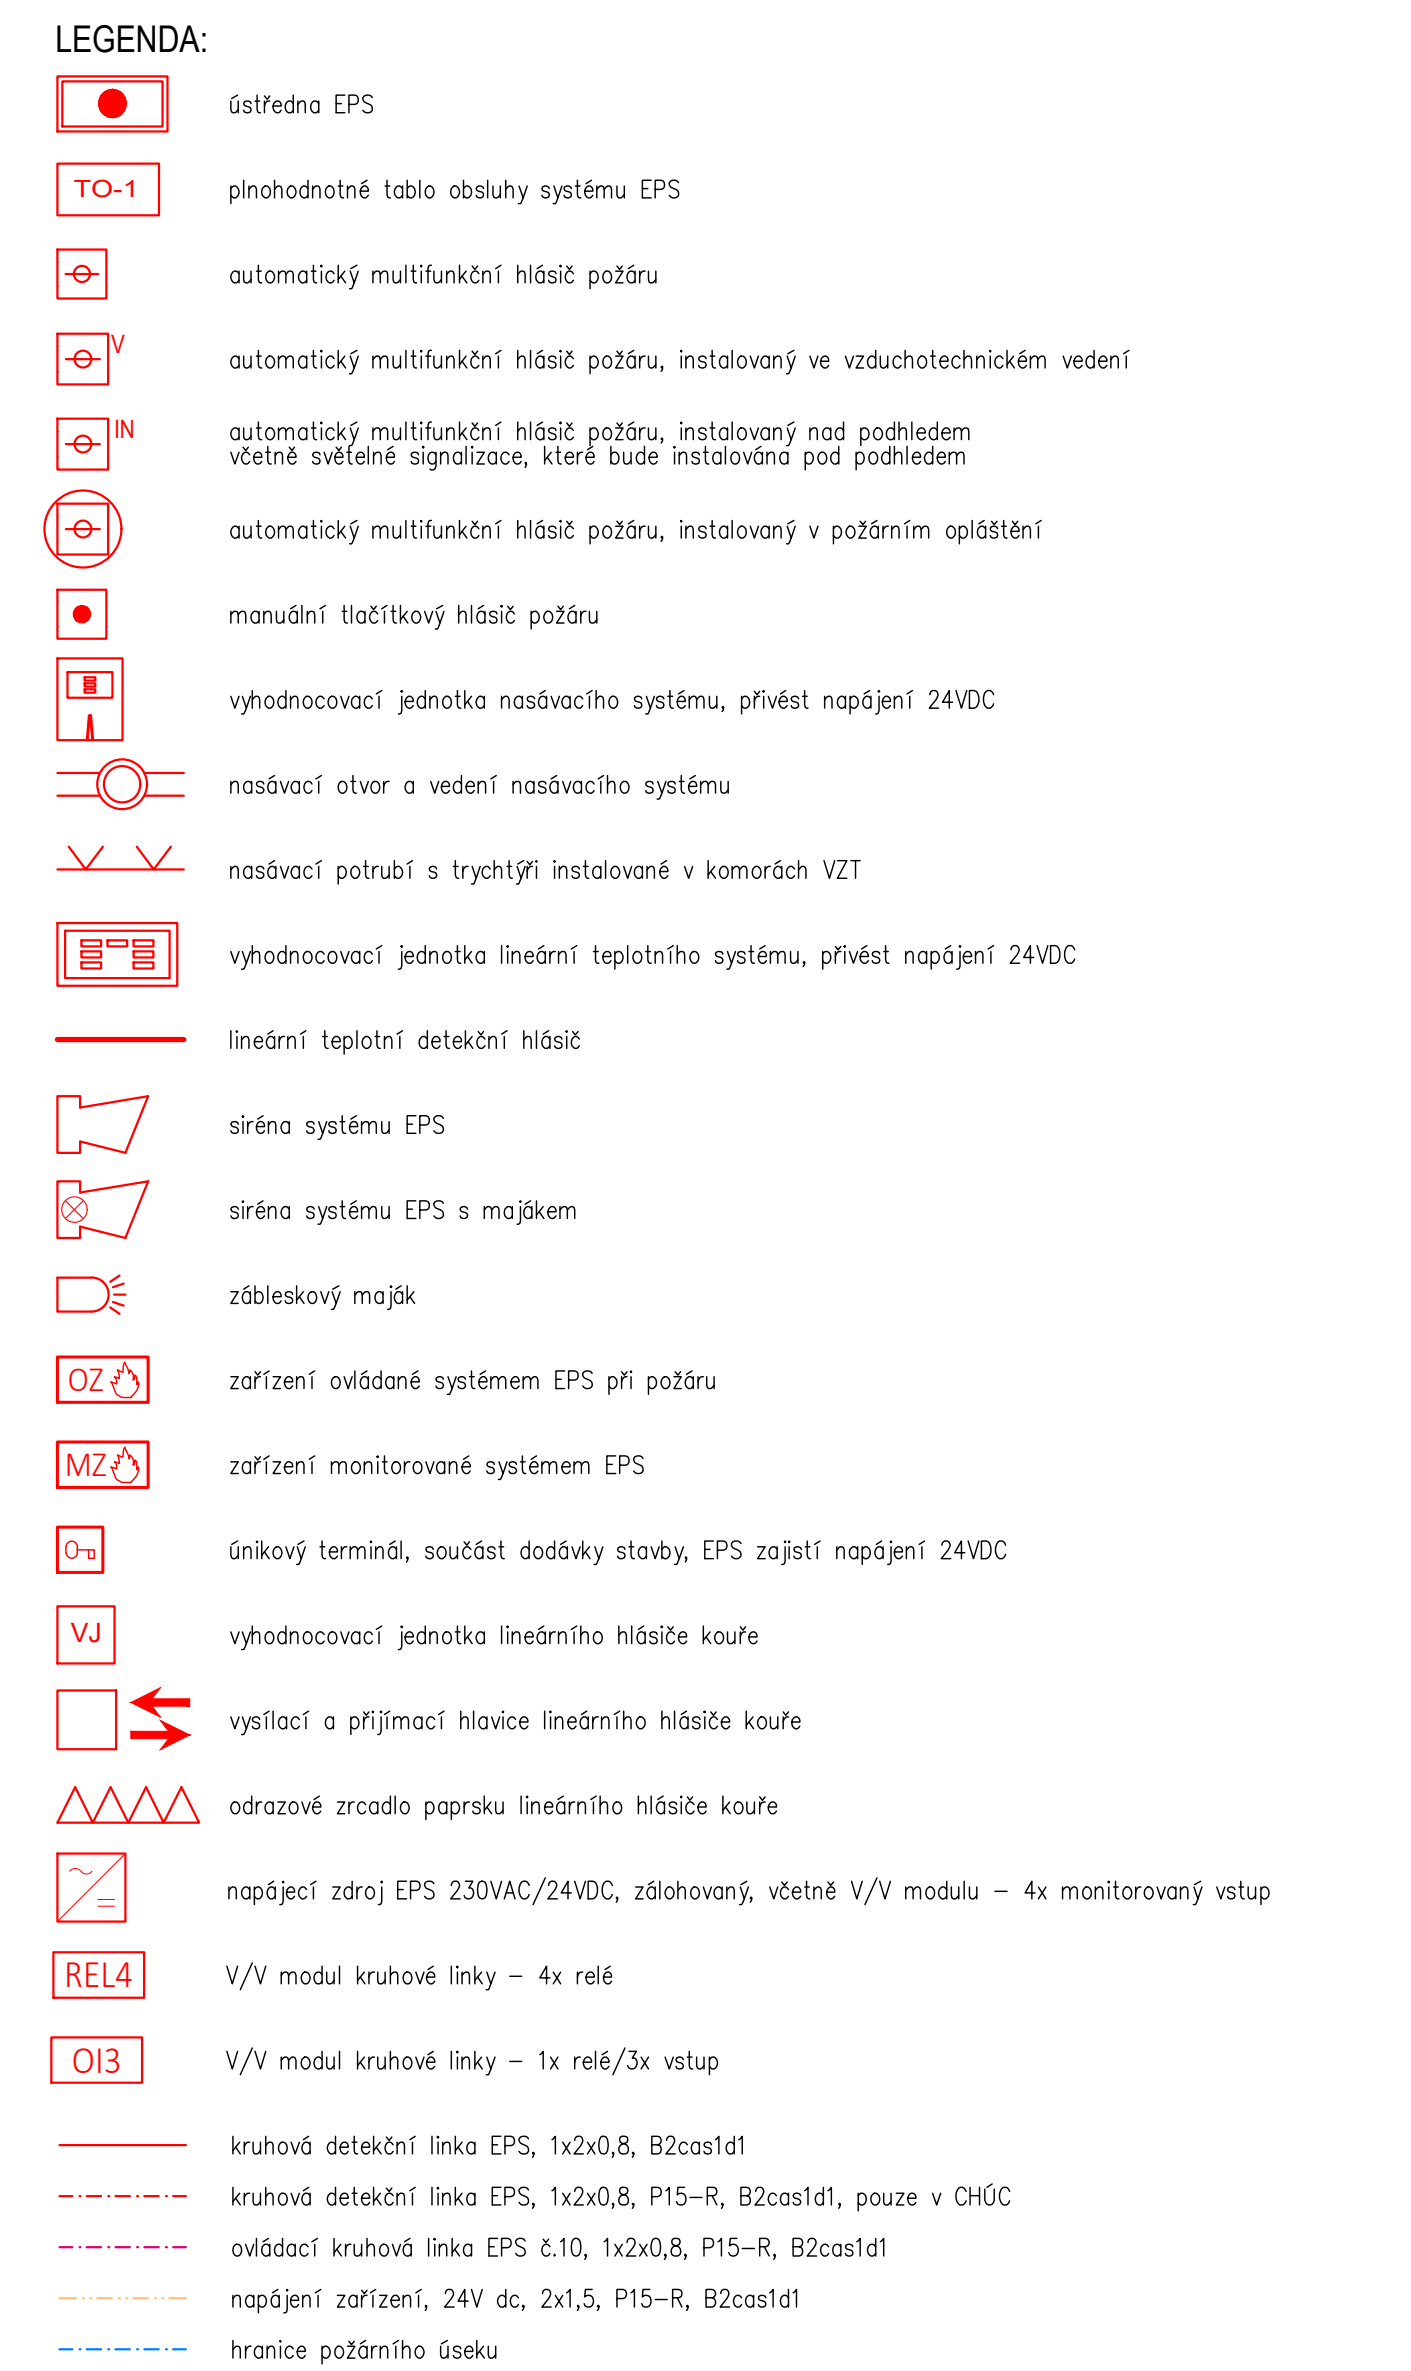 LEGENDA:
ústředna EPS
TO-1 plnohodnotné tablo obsluhy systému EPS
automatický multifunkční hlásič požáru
V automatický multifunkční hlásič požáru, instalovaný ve vzduchotechnickém vedení
IN automatický multifunkční hlásič požáru, instalovaný nad podhledem
včetně světelné signalizace, které bude instalována pod podhledem
automatický multifunkční hlásič požáru, instalovaný v požárním opláštění
manuální tlačítkový hlásič požáru
vyhodnocovací jednotka nasávacího systému, přivést napájení 24VDC
nasávací otvor a vedení nasávacího systému
nasávací potrubí s trychtýři instalované v komorách VZT
vyhodnocovací jednotka lineární teplotního systému, přivést napájení 24VDC
lineární teplotní detekční hlásič
siréna systému EPS
siréna systému EPS s majákem
zábleskový maják
OZ zařízení ovládané systémem EPS při požáru
MZ zařízení monitorované systémem EPS
únikový terminál, součást dodávky stavby, EPS zajistí napájení 24VDC
VJ vyhodnocovací jednotka lineárního hlásiče kouře
vysílací a přijímací hlavice lineárního hlásiče kouře
odrazové zrcadlo paprsku lineárního hlásiče kouře
napájecí zdroj EPS 230VAC/24VDC, zálohovaný, včetně V/V modulu – 4x monitorovaný vstup
REL4 V/V modul kruhové linky – 4x relé
OI3 V/V modul kruhové linky – 1x relé/3x vstup
kruhová detekční linka EPS, 1x2x0,8, B2cas1d1
kruhová detekční linka EPS, 1x2x0,8, P15–R, B2cas1d1, pouze v CHÚC
ovládací kruhová linka EPS č.10, 1x2x0,8, P15–R, B2cas1d1
napájení zařízení, 24V dc, 2x1,5, P15–R, B2cas1d1
hranice požárního úseku